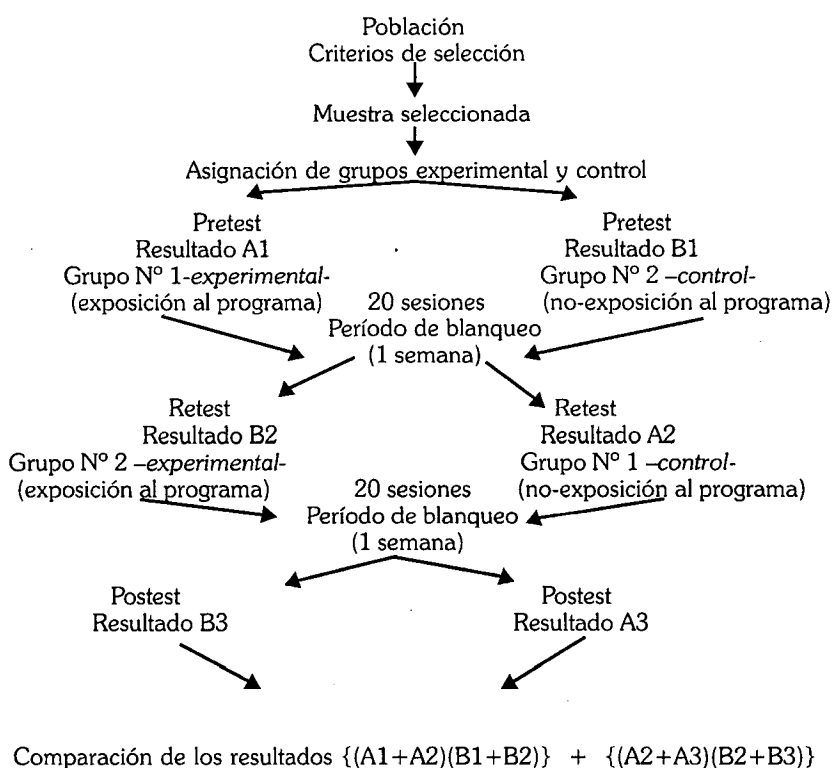 Población
Criterios de selección
Muestra seleccionada
Asignación de grupos experimental y control
Pretest
Resultado A1
Grupo Nº 1-experimental-
(exposición al programa)
Pretest
Resultado B1
Grupo Nº 2 –control-
(no-exposición al programa)
20 sesiones
Período de blanqueo
(1 semana)
Retest
Resultado B2
Grupo Nº 2 –experimental-
(exposición al programa)
Retest
Resultado A2
Grupo Nº 1 –control-
(no-exposición al programa)
20 sesiones
Período de blanqueo
(1 semana)
Postest
Resultado B3
Postest
Resultado A3
Comparación de los resultados {(A1+A2)(B1+B2)} + {(A2+A3)(B2+B3)}